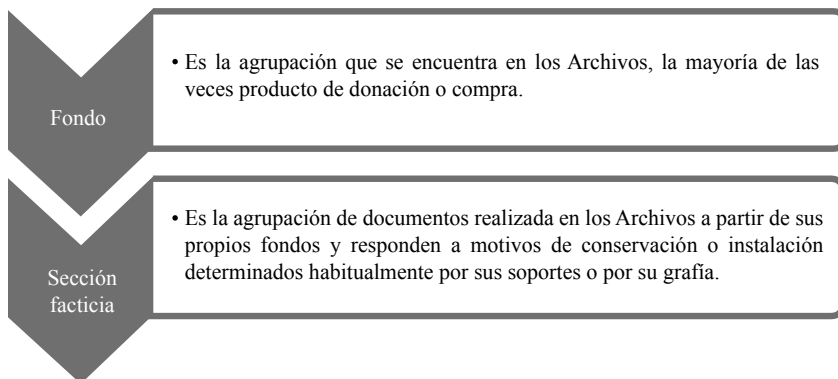 Fondo
• Es la agrupación que se encuentra en los Archivos, la mayoría de las
veces producto de donación o compra.
Sección
facticia
• Es la agrupación de documentos realizada en los Archivos a partir de sus
propios fondos y responden a motivos de conservación o instalación
determinados habitualmente por sus soportes o por su grafía.